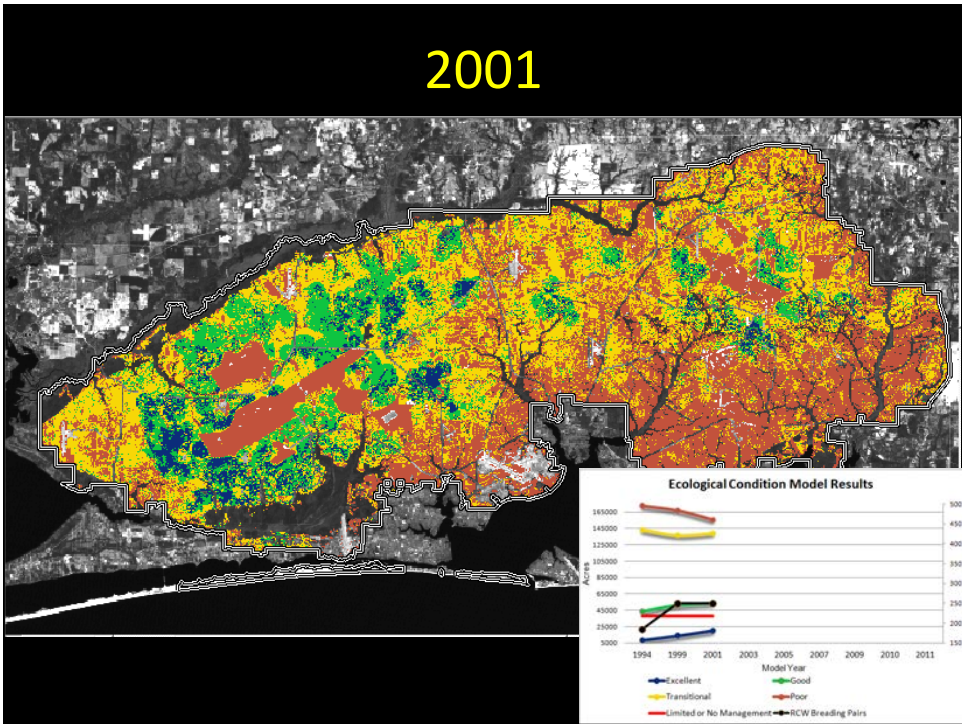 2001
Ecological Condition Model Results
165000
145000
125000
105000
85000
65000
45000
25000
5000
Acres
500
450
400
350
300
250
200
150
1994 1999 2001 2003 2005 2007 2009 2010 2011
Model Year
Excellent Good
Transitional Poor
Limited or No Management RCW Breading Pairs